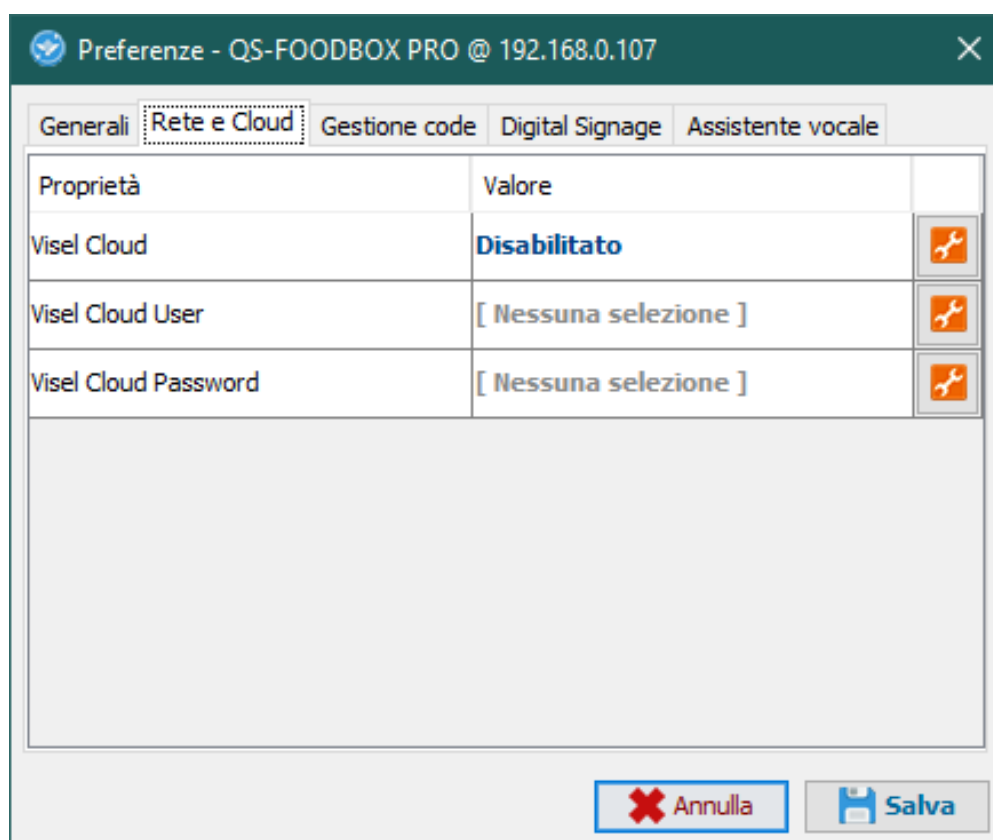 Preferenze - QS-FOODBOX PRO @ 192.168.0.107
Generali Rete e Cloud Gestione code Digital Signage Assistente vocale
Proprietà Valore
Visel Cloud Disabilitato
Visel Cloud User [ Nessuna selezione ]
Visel Cloud Password [ Nessuna selezione ]
Annulla Salva